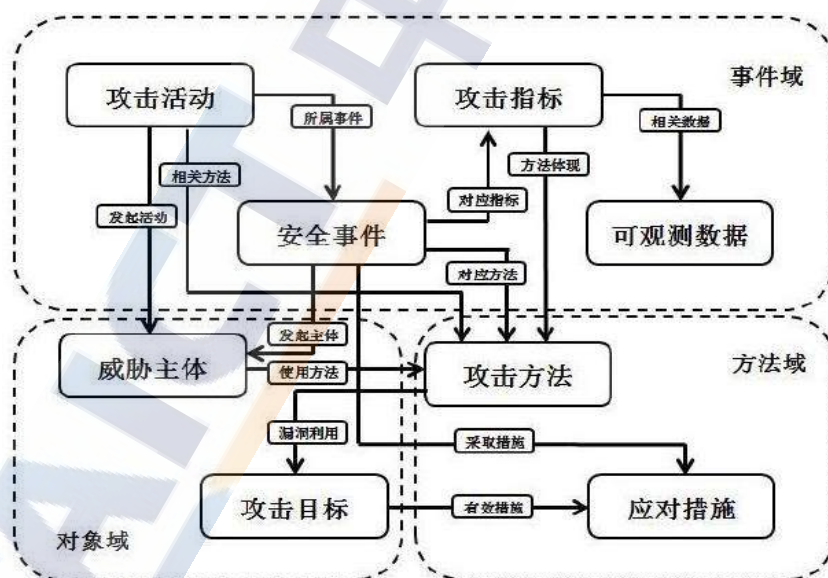 事件域
攻击活动
攻击指标
所属事件
相关数据
相关方法
方法体现
发起活动
对应指标
安全事件
可观测数据
对应方法
发起主体
威胁主体
使用方法
攻击方法
方法域
漏洞利用
采取措施
攻击目标
有效措施
应对措施
对象域
AICT